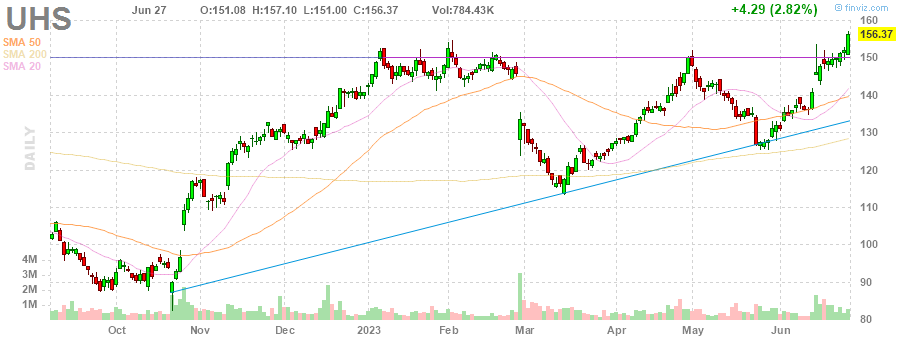 UHS Jun 27 O:151.08 H:157.10 L:151.00 C:156.37 Vol:784.43K +4.29 (2.82%) © finviz.com
SMA 50
SMA 200
SMA 20
DAILY
160
156.37
150
140
130
120
110
100
90
80
4M
3M
2M
1M
Oct Nov Dec 2023 Feb Mar Apr May Jun